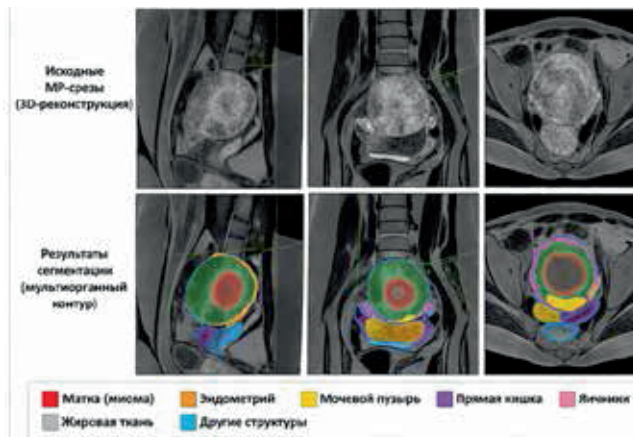 Исходные
МР-срезы
(3D-реконструкция)
Результаты
сегментации
(мультиорганный
контур)
Матка (миома) Эндометрий Мочевой пузырь Прямая кишка Яичники
Жировая ткань Другие структуры